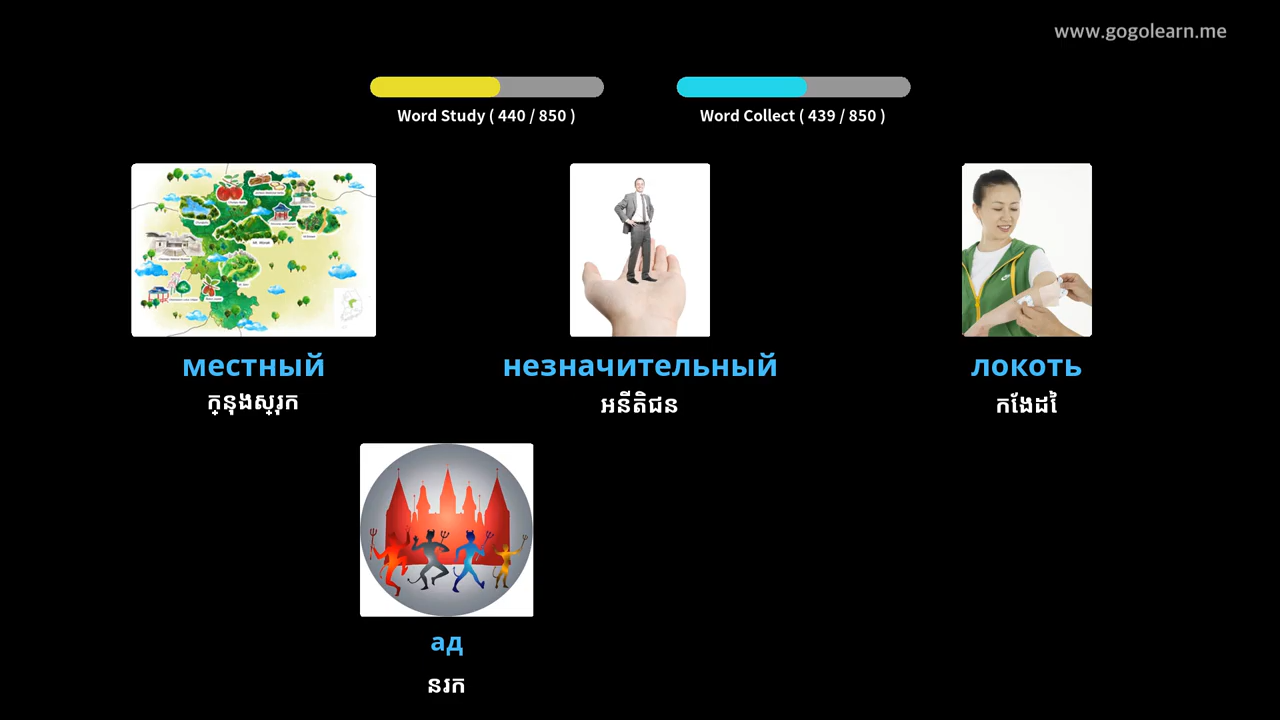 www.gogolearn.me
Word Study ( 440 / 850 )
Word Collect ( 439 / 850 )
местный
незначительный
локоть
ក្នុងស្រុក
អនីតិជន
កងែដៃ
ад
នរក